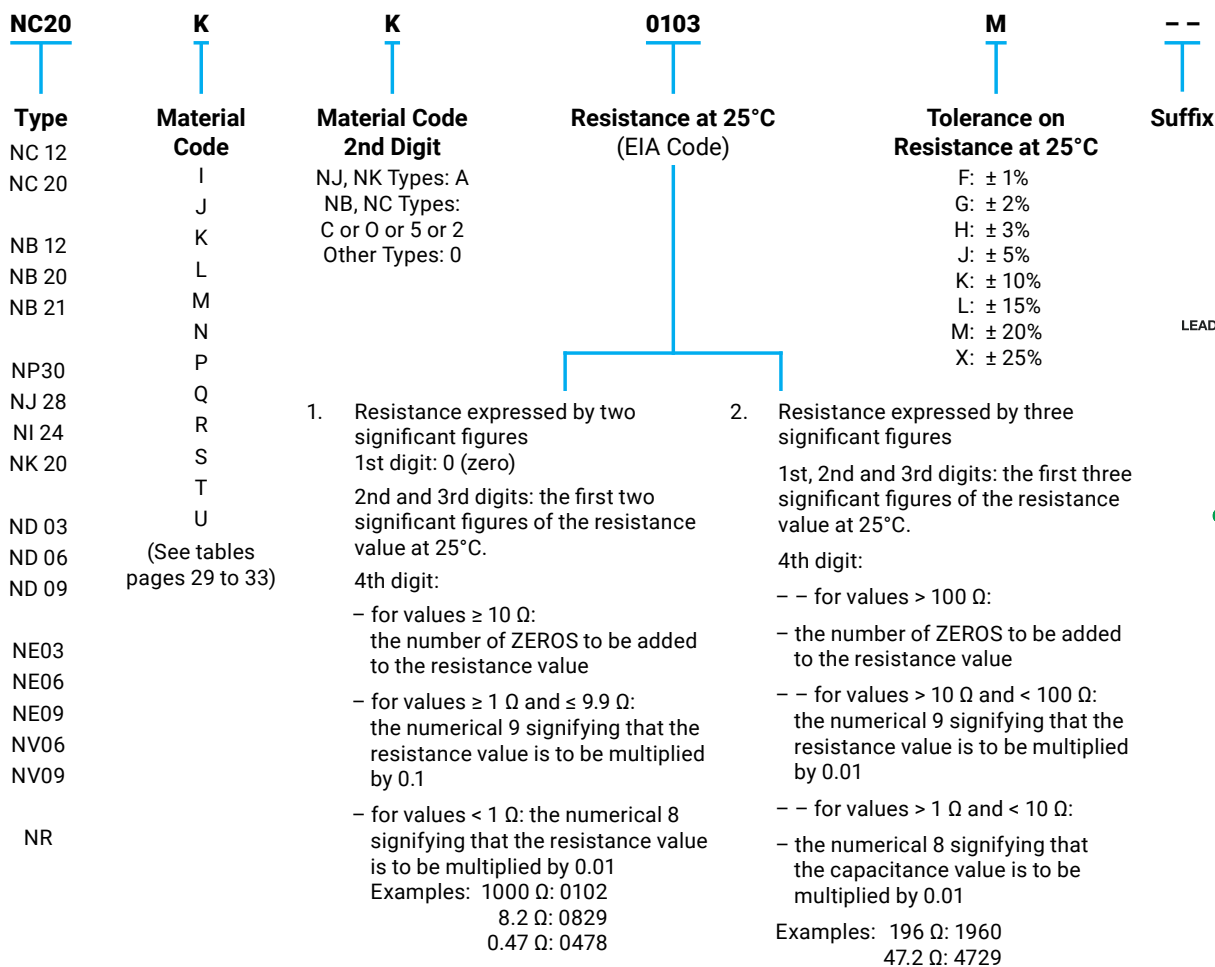 NC20 K K 0103 M – –
Type
NC 12
NC 20
NB 12
NB 20
NB 21
NP30
NJ 28
NI 24
NK 20
ND 03
ND 06
ND 09
NE03
NE06
NE09
NV06
NV09
NR
Material
Code
I
J
K
L
M
N
P
Q
R
S
T
U
(See tables
pages 29 to 33)
Material Code
2nd Digit
NJ, NK Types: A
NB, NC Types:
C or O or 5 or 2
Other Types: 0
Resistance at 25°C
(EIA Code)
1. Resistance expressed by two
significant figures
1st digit: 0 (zero)
2nd and 3rd digits: the first two
significant figures of the resistance
value at 25°C.
4th digit:
– for values ≥ 10 Ω:
the number of ZEROS to be added
to the resistance value
– for values ≥ 1 Ω and ≤ 9.9 Ω:
the numerical 9 signifying that the
resistance value is to be multiplied
by 0.1
– for values < 1 Ω: the numerical 8
signifying that the resistance value
is to be multiplied by 0.01
Examples: 1000 Ω: 0102
8.2 Ω: 0829
0.47 Ω: 0478
2. Resistance expressed by three
significant figures
1st, 2nd and 3rd digits: the first three
significant figures of the resistance
value at 25°C.
4th digit:
– – for values > 100 Ω:
– the number of ZEROS to be added
to the resistance value
– – for values > 10 Ω and < 100 Ω:
the numerical 9 signifying that the
resistance value is to be multiplied
by 0.01
– – for values > 1 Ω and < 10 Ω:
– the numerical 8 signifying that
the capacitance value is to be
multiplied by 0.01
Examples: 196 Ω: 1960
47.2 Ω: 4729
Tolerance on
Resistance at 25°C
F: ± 1%
G: ± 2%
H: ± 3%
J: ± 5%
K: ± 10%
L: ± 15%
M: ± 20%
X: ± 25%
Suffix
LEAD